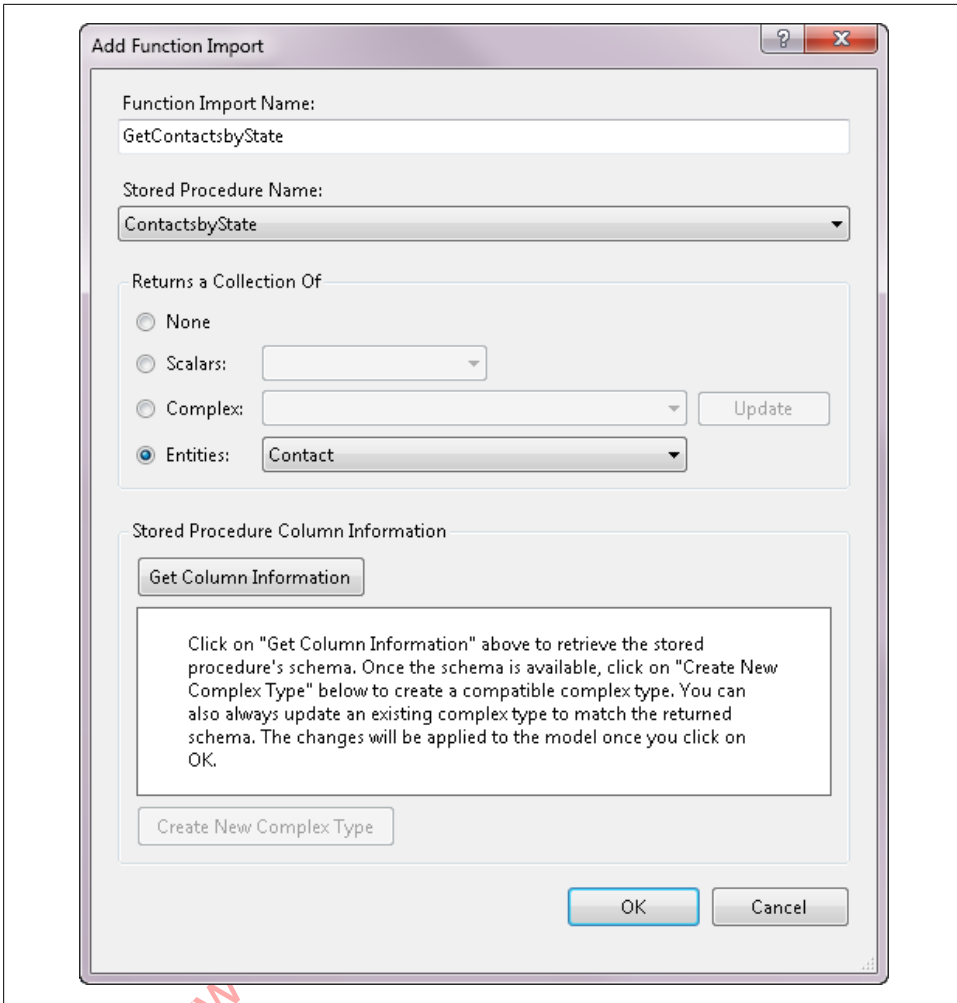 Add Function Import
?
Function Import Name:
GetContactsbyState
Stored Procedure Name:
ContactsbyState
Returns a Collection Of
None
Scalars:
Complex:
Update
Entities:
Contact
Stored Procedure Column Information
Get Column Information
Click on "Get Column Information" above to retrieve the stored
procedure's schema. Once the schema is available, click on "Create New
Complex Type" below to create a compatible complex type. You can
also always update an existing complex type to match the returned
schema. The changes will be applied to the model once you click on
OK.
Create New Complex Type
OK
Cancel